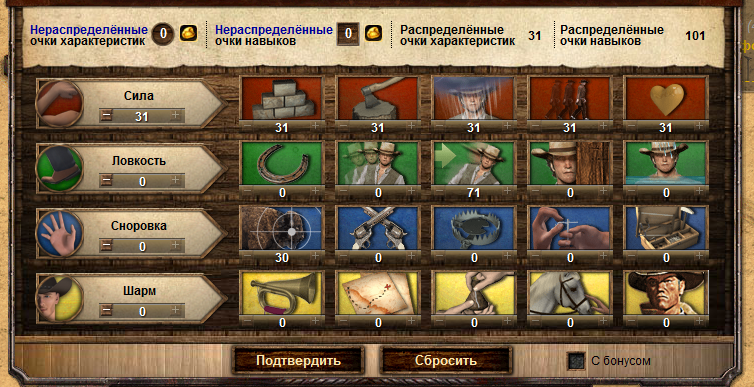 Нераспределённые
очки характеристик
0
Нераспределённые
очки навыков
0
Распределённые
очки характеристик
31
Распределённые
очки навыков
101
Сила
31
31
31
31
31
31
Ловкость
0
0
0
71
0
0
Сноровка
0
30
0
0
0
0
Шарм
0
0
0
0
0
0
Подтвердить
Сбросить
С бонусом